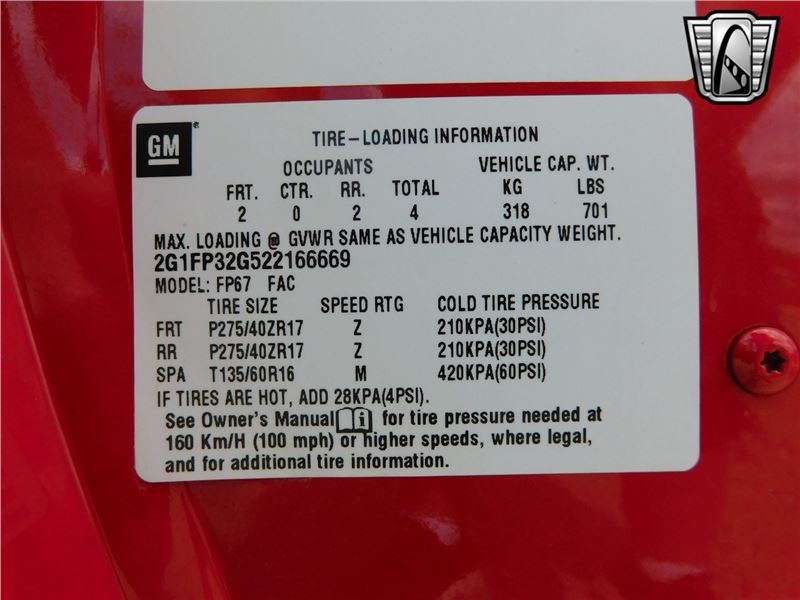 GM
TIRE-LOADING INFORMATION
OCCUPANTS VEHICLE CAP. WT.
FRT. CTR. RR. TOTAL KG LBS
2 0 2 4 318 701
MAX. LOADING @ GVWR SAME AS VEHICLE CAPACITY WEIGHT.
2G1FP32G522166669
MODEL: FP67 FAC
TIRE SIZE SPEED RTG COLD TIRE PRESSURE
FRT P275/40ZR17 Z 210KPA(30PSI)
RR P275/40ZR17 Z 210KPA(30PSI)
SPA T135/60R16 M 420KPA(60PSI)
IF TIRES ARE HOT, ADD 28KPA(4PSI).
See Owner's Manual i for tire pressure needed at
160 Km/H (100 mph) or higher speeds, where legal,
and for additional tire information.